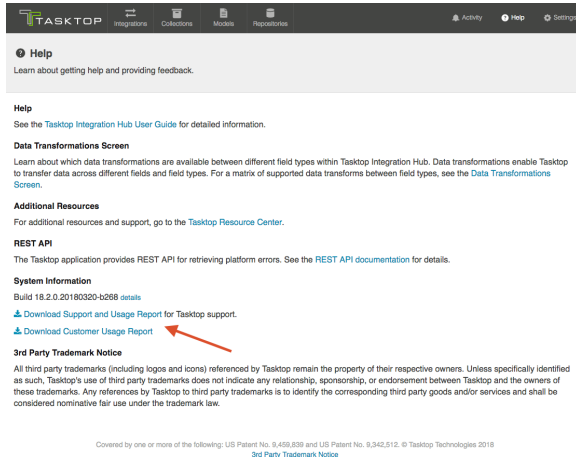 TASKTOP
Integrations
Collections
Models
Repositories
Activity
Help
Settings
Help
Learn about getting help and providing feedback.
Help
See the Tasktop Integration Hub User Guide for detailed information.
Data Transformations Screen
Learn about which data transformations are available between different field types within Tasktop Integration Hub. Data transformations enable Tasktop
to transfer data across different fields and field types. For a matrix of supported data transforms between field types, see the Data Transformations
Screen.
Additional Resources
For additional resources and support, go to the Tasktop Resource Center.
REST API
The Tasktop application provides REST API for retrieving platform errors. See the REST API documentation for details.
System Information
Build 18.2.0.20180320-b268 details
Download Support and Usage Report for Tasktop support.
Download Customer Usage Report
3rd Party Trademark Notice
All third party trademarks (including logos and icons) referenced by Tasktop remain the property of their respective owners. Unless specifically identified
as such, Tasktop's use of third party trademarks does not indicate any relationship, sponsorship, or endorsement between Tasktop and the owners of
these trademarks. Any references by Tasktop to third party trademarks is to identify the corresponding third party goods and/or services and shall be
considered nominative fair use under the trademark law.
Covered by one or more of the following: US Patent No. 9,459,839 and US Patent No. 9,342,512. © Tasktop Technologies 2018
3rd Party Trademark Notice